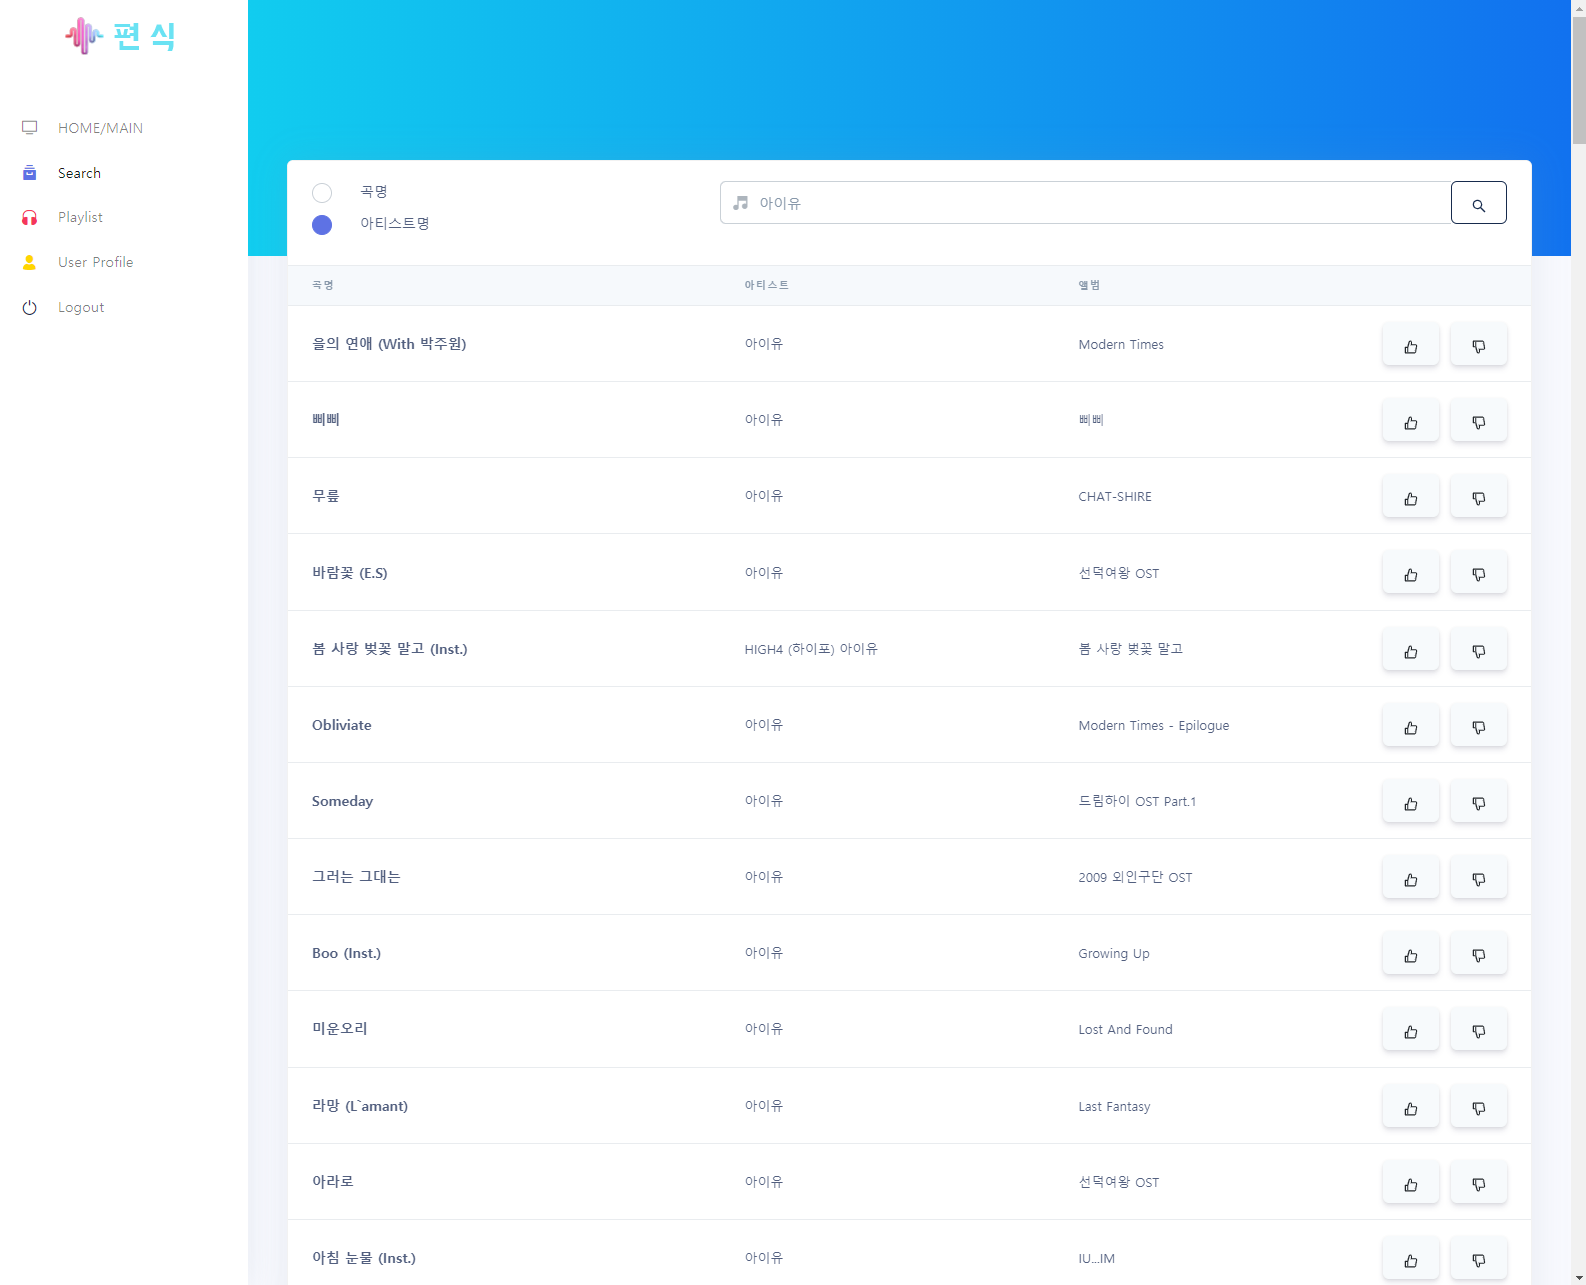 편식
HOME/MAIN
Search
Playlist
User Profile
Logout
곡명
아티스트명
아이유
곡명 아티스트 앨범
을의 연애 (With 박주원) 아이유 Modern Times
삐삐 아이유 삐삐
무릎 아이유 CHAT-SHIRE
바람꽃 (E.S) 아이유 선덕여왕 OST
봄 사랑 벚꽃 말고 (Inst.) HIGH4 (하이포) 아이유 봄 사랑 벚꽃 말고
Obliviate 아이유 Modern Times - Epilogue
Someday 아이유 드림하이 OST Part.1
그러는 그대는 아이유 2009 외인구단 OST
Boo (Inst.) 아이유 Growing Up
미운오리 아이유 Lost And Found
라망 (L`amant) 아이유 Last Fantasy
아라로 아이유 선덕여왕 OST
아침 눈물 (Inst.) 아이유 IU...IM